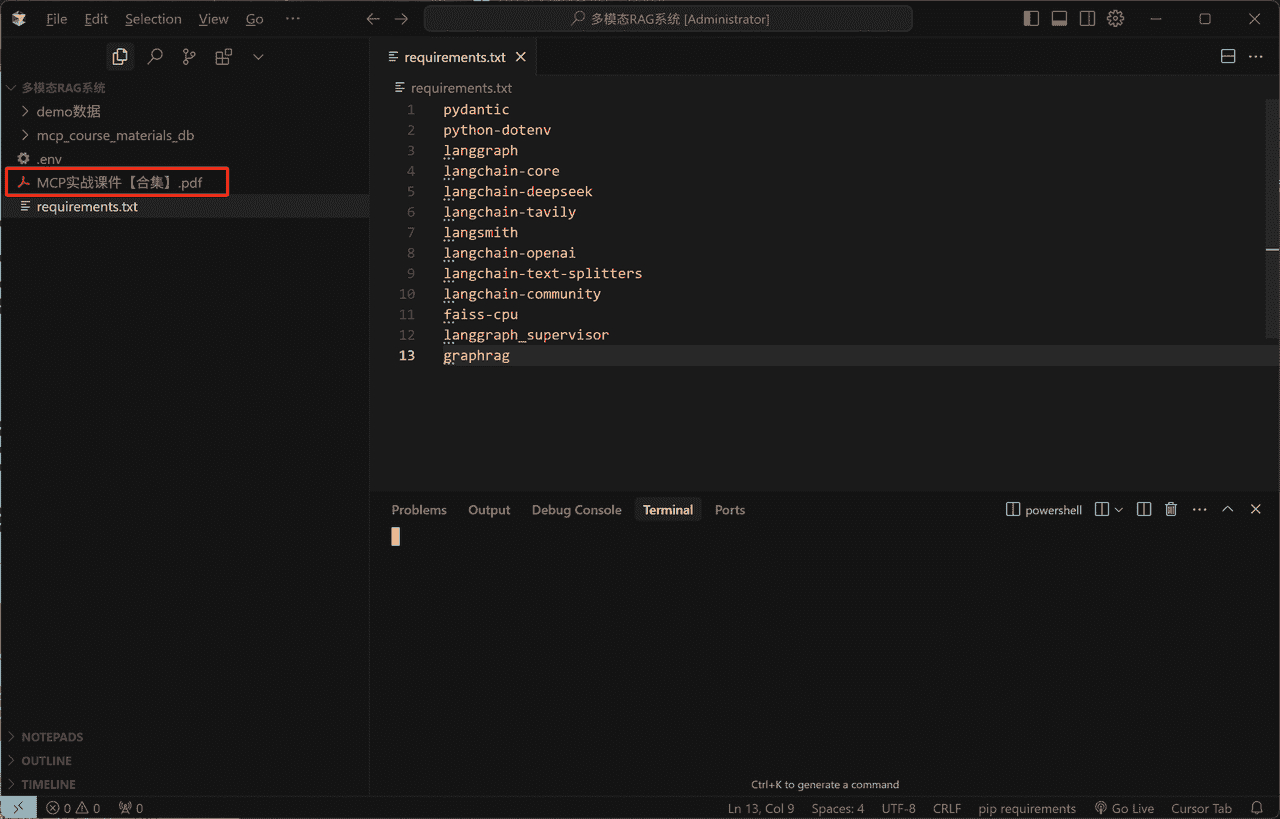 File Edit Selection View Go ··· 多模态RAG系统 [Administrator]
requirements.txt
多模态RAG系统
demo数据
mcp_course_materials_db
.env
MCP实战课件【合集】.pdf
requirements.txt
requirements.txt
1 pydantic
2 python-dotenv
3 langgraph
4 langchain-core
5 langchain-deepseek
6 langchain-tavily
7 langsmith
8 langchain-openai
9 langchain-text-splitters
10 langchain-community
11 faiss-cpu
12 langgraph_supervisor
13 graphrag
Problems Output Debug Console Terminal Ports powershell
Ctrl+K to generate a command
NOTEPADS
OUTLINE
TIMELINE
0 0 0 Ln 13, Col 9 Spaces: 4 UTF-8 CRLF pip requirements Go Live Cursor Tab